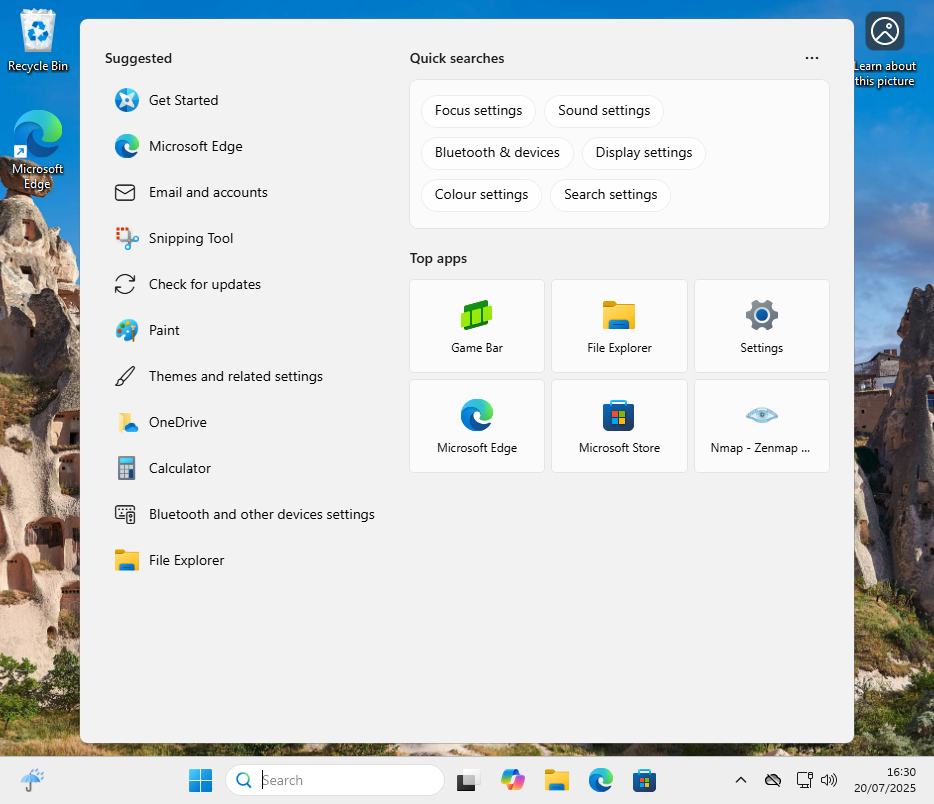 Recycle Bin
Microsoft
Edge
Learn about
this picture
Suggested
Get Started
Microsoft Edge
Email and accounts
Snipping Tool
Check for updates
Paint
Themes and related settings
OneDrive
Calculator
Bluetooth and other devices settings
File Explorer
Quick searches
Focus settings
Sound settings
Bluetooth & devices
Display settings
Colour settings
Search settings
Top apps
Game Bar
File Explorer
Settings
Microsoft Edge
Microsoft Store
Nmap - Zenmap ...
Search
16:30
20/07/2025